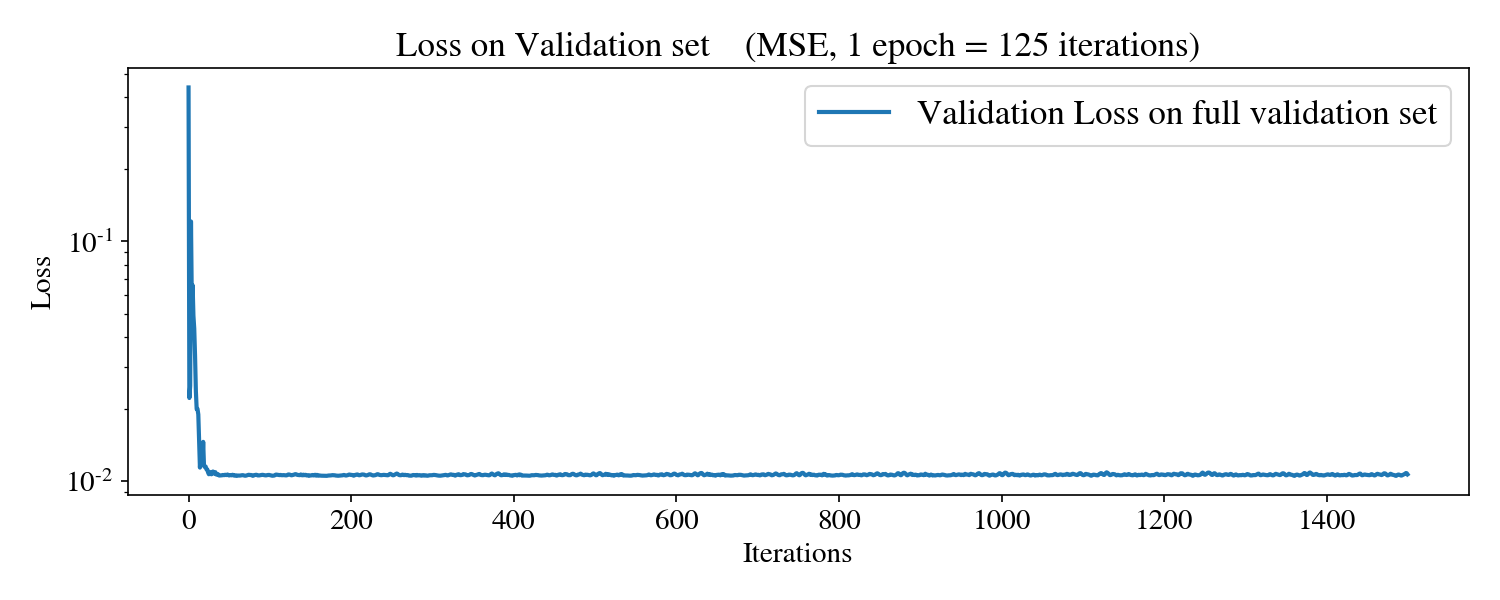 Loss on Validation set    (MSE, 1 epoch = 125 iterations)
Validation Loss on full validation set
Loss
10⁻¹
10⁻²
0 200 400 600 800 1000 1200 1400
Iterations